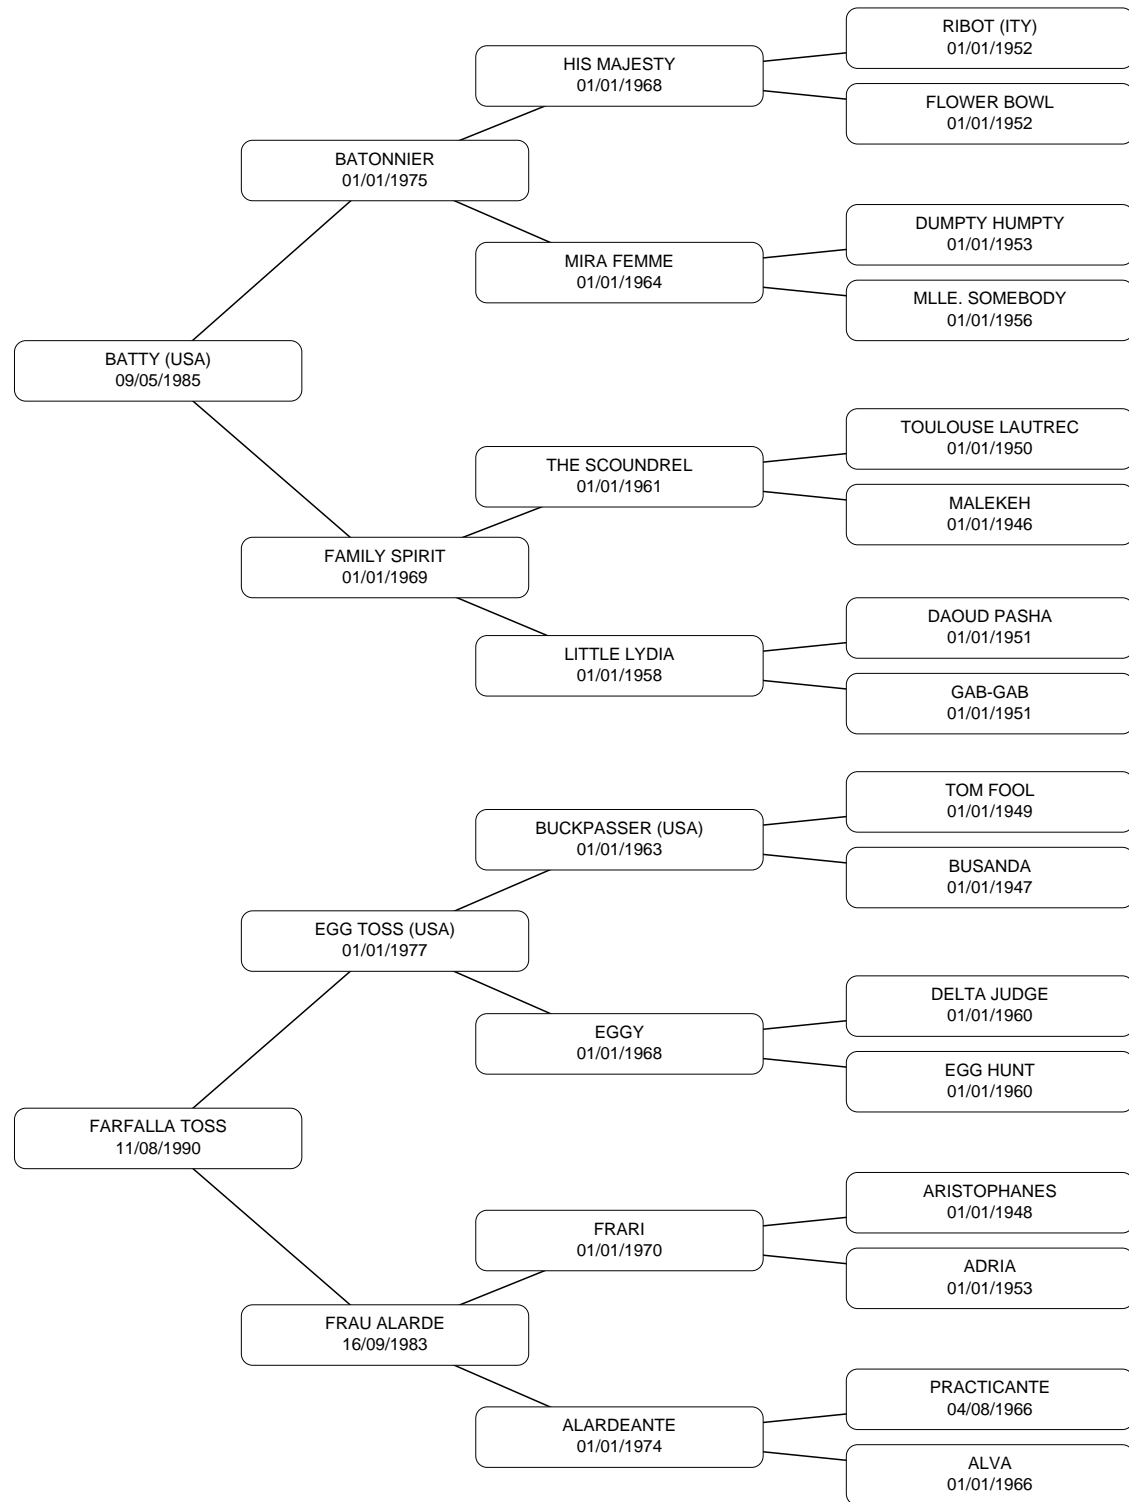 RIBOT (ITY)
01/01/1952
HIS MAJESTY
01/01/1968
FLOWER BOWL
01/01/1952
BATONNIER
01/01/1975
DUMPTY HUMPTY
01/01/1953
MIRA FEMME
01/01/1964
MLLE. SOMEBODY
01/01/1956
BATTY (USA)
09/05/1985
TOULOUSE LAUTREC
01/01/1950
THE SCOUNDREL
01/01/1961
MALEKEH
01/01/1946
FAMILY SPIRIT
01/01/1969
DAOUD PASHA
01/01/1951
LITTLE LYDIA
01/01/1958
GAB-GAB
01/01/1951
TOM FOOL
01/01/1949
BUCKPASSER (USA)
01/01/1963
BUSANDA
01/01/1947
EGG TOSS (USA)
01/01/1977
DELTA JUDGE
01/01/1960
EGGY
01/01/1968
EGG HUNT
01/01/1960
FARFALLA TOSS
11/08/1990
ARISTOPHANES
01/01/1948
FRARI
01/01/1970
ADRIA
01/01/1953
FRAU ALARDE
16/09/1983
PRACTICANTE
04/08/1966
ALARDEANTE
01/01/1974
ALVA
01/01/1966